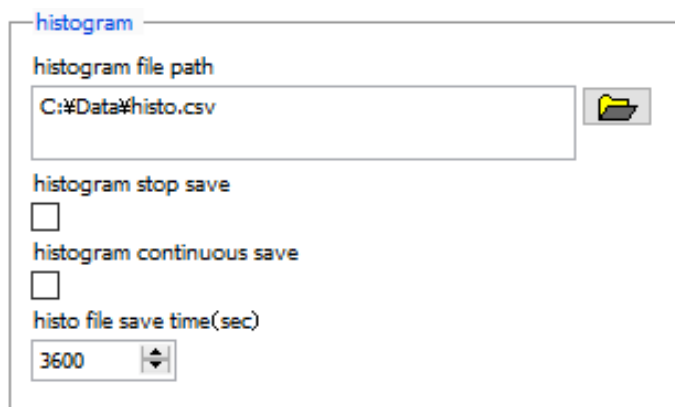 histogram
histogram file path
C:¥Data¥histo.csv
histogram stop save
histogram continuous save
histo file save time(sec)
3600